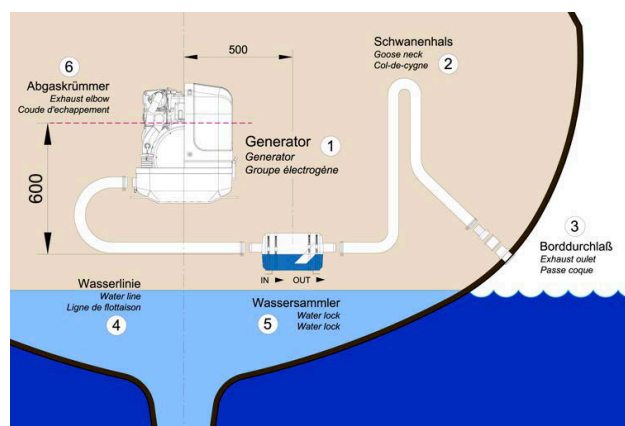 500
6
Abgaskrümmer
Exhaust elbow
Coude d'echappement
Schwanenhals
Goose neck
Col-de-cygne
2
Generator
Generator
Groupe électrogène
1
600
3
Borddurchlaß
Exhaust oulet
Passe coque
IN OUT
Wasserlinie
Water line
Ligne de flottaison
4
Wassersammler
Water lock
Water lock
5